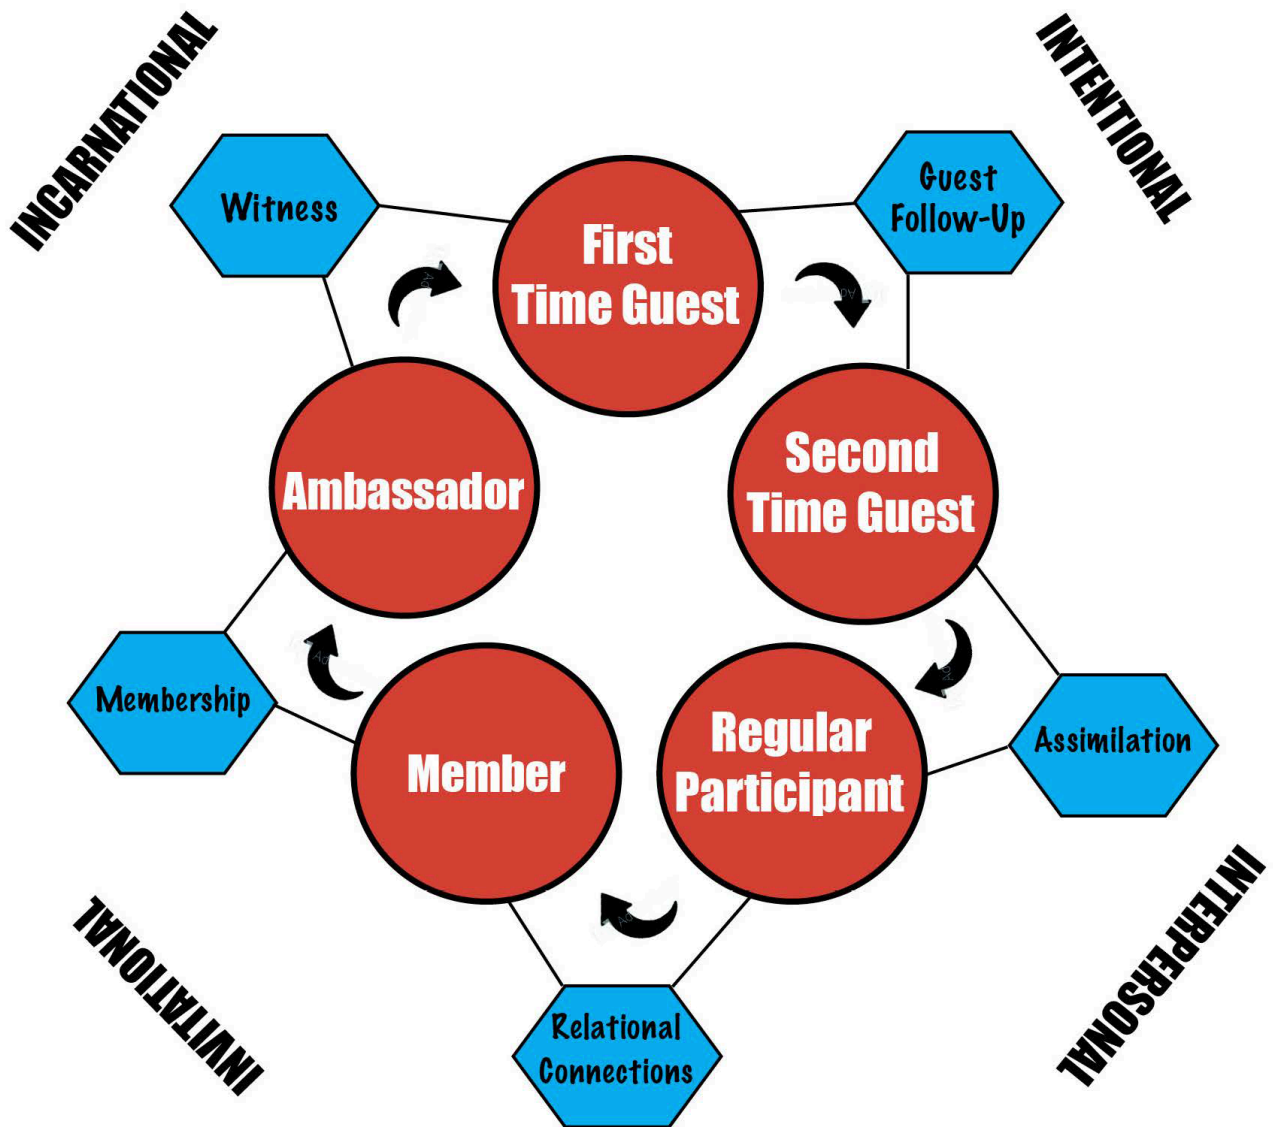 INCARNATIONAL
INTENTIONAL
Witness
Guest
Follow-Up
First
Time Guest
Ambassador
Second
Time Guest
Membership
Assimilation
Member
Regular
Participant
INVITATIONAL
INTERPERSONAL
Relational
Connections